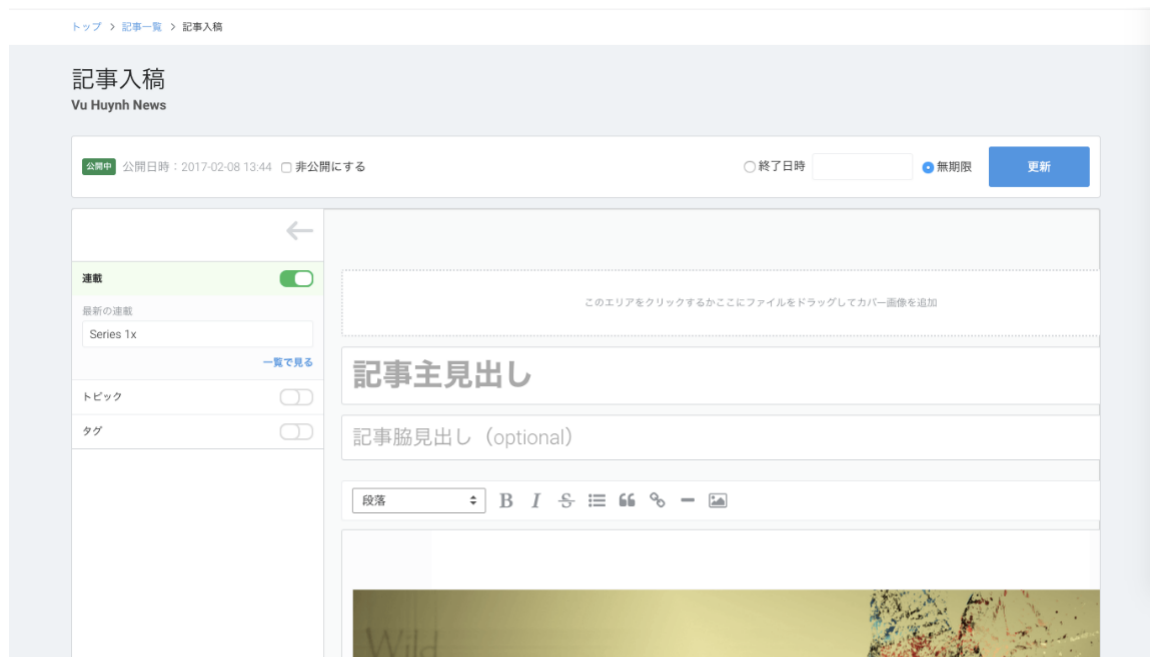 トップ > 記事一覧 > 記事入稿
記事入稿
Vu Huynh News
公開中 公開日時：2017-02-08 13:44 非公開にする 終了日時 無期限 更新
連載
最新の連載
Series 1x
一覧で見る
トピック
タグ
このエリアをクリックするかここにファイルをドラッグしてカバー画像を追加
記事主見出し
記事脇見出し（optional）
段落 B I S
Wild